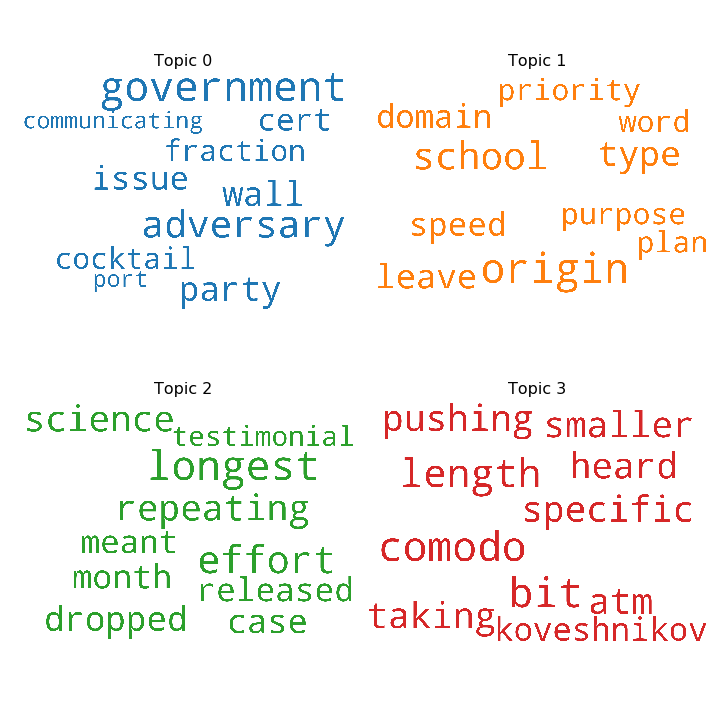 Topic 0
government
communicating cert
fraction
issue
wall
adversary
cocktail
port
party
Topic 1
priority
domain
word
school
type
purpose
speed
plan
origin
leave
Topic 2
science
testimonial
longest
repeating
meant
effort
month
released
dropped
case
Topic 3
pushing
smaller
length
heard
specific
comodo
bit
atm
taking
koveshnikov